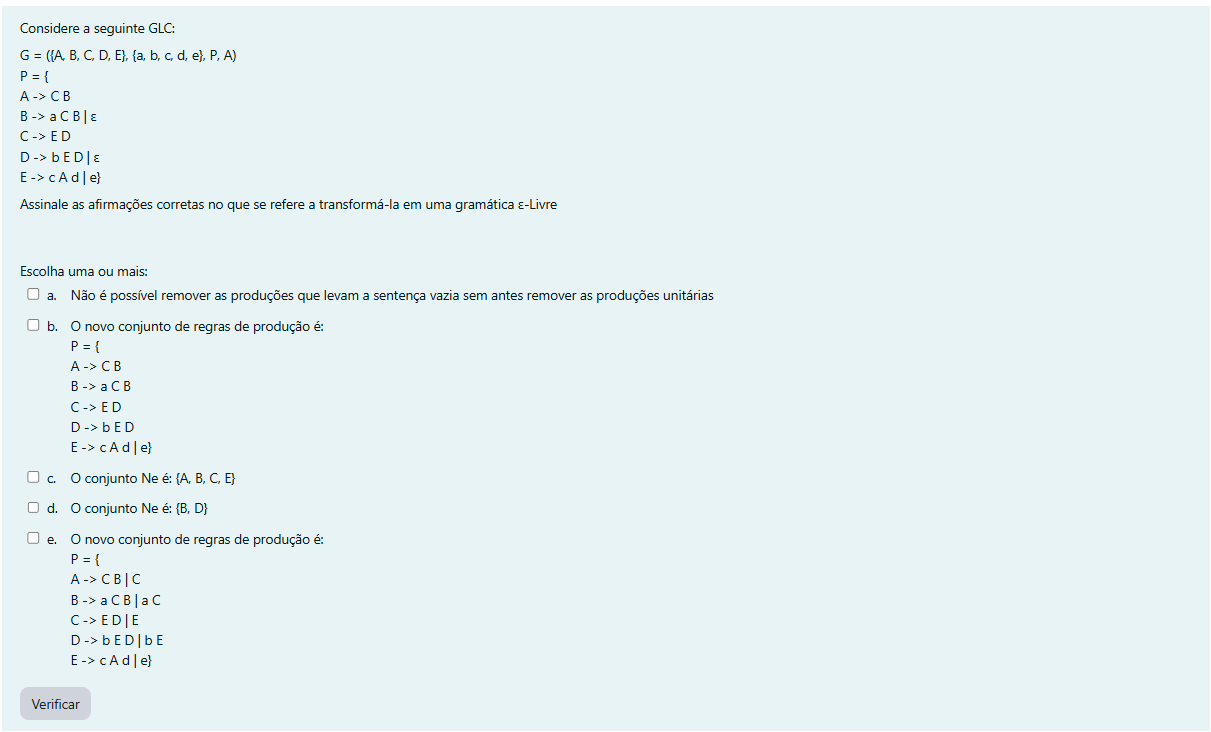 Considere a seguinte GLC:
G = ({A, B, C, D, E}, {a, b, c, d, e}, P, A)
P = {
A -> C B
B -> a C B | ε
C -> E D
D -> b E D | ε
E -> c A d | e}
Assinale as afirmações corretas no que se refere a transformá-la em uma gramática ε-Livre
Escolha uma ou mais:
a. Não é possível remover as produções que levam a sentença vazia sem antes remover as produções unitárias
b. O novo conjunto de regras de produção é:
P = {
A -> C B
B -> a C B
C -> E D
D -> b E D
E -> c A d | e}
c. O conjunto Ne é: {A, B, C, E}
d. O conjunto Ne é: {B, D}
e. O novo conjunto de regras de produção é:
P = {
A -> C B | C
B -> a C B | a C
C -> E D | E
D -> b E D | b E
E -> c A d | e}
Verificar